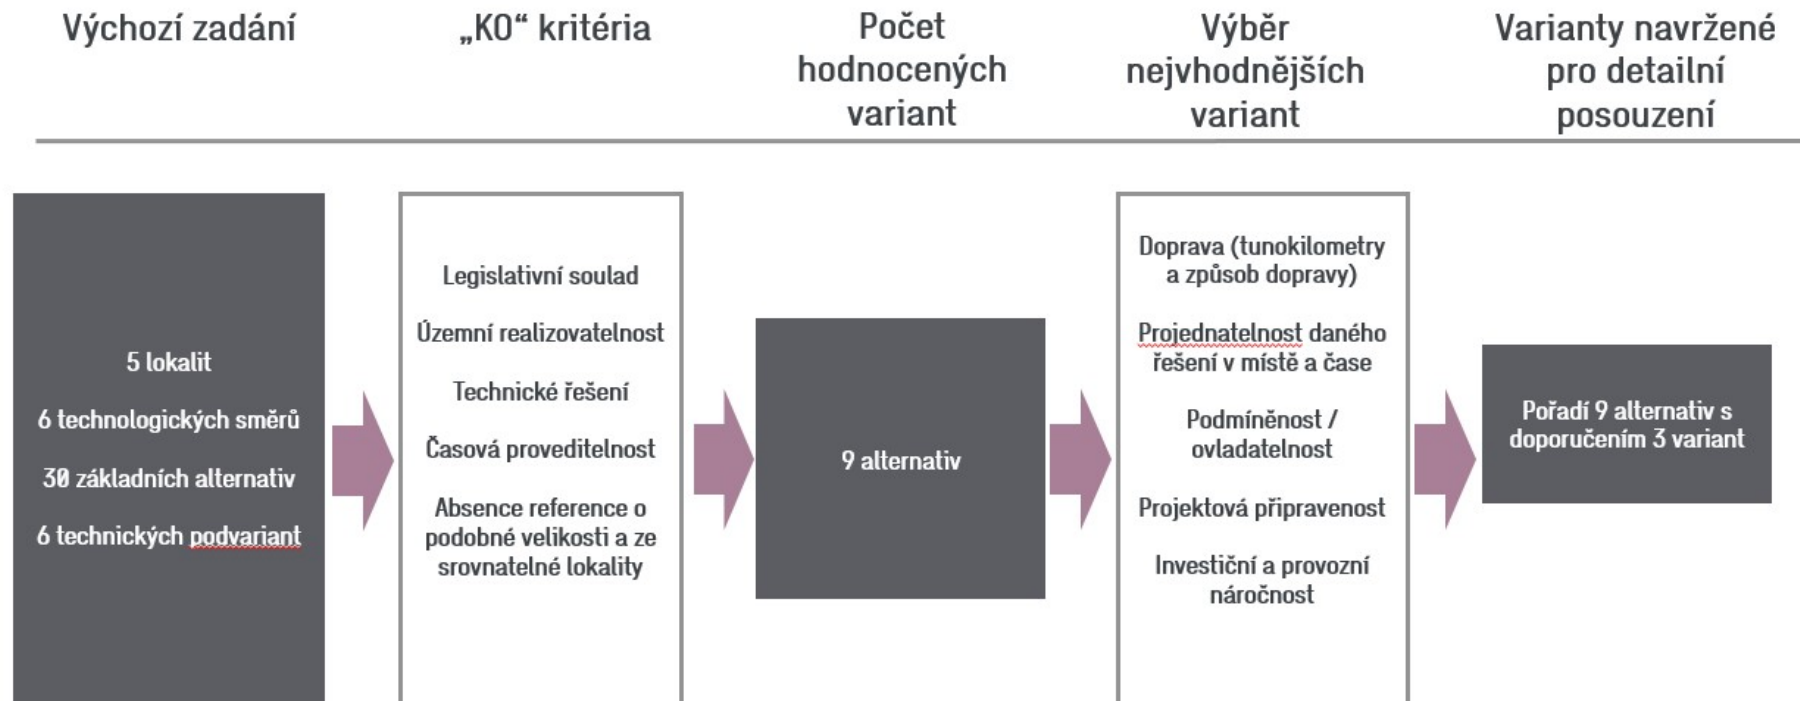 Výchozí zadání
„KO“ kritéria
Počet
hodnocených
variant
Výběr
nejvhodnějších
variant
Varianty navržené
pro detailní
posouzení
5 lokalit
6 technologických směrů
30 základních alternativ
6 technických podvariant
Legislativní soulad
Územní realizovatelnost
Technické řešení
Časová proveditelnost
Absence reference o
podobné velikosti a ze
srovnatelné lokality
9 alternativ
Doprava (tunokilometry
a způsob dopravy)
Projednatelnost daného
řešení v místě a čase
Podmíněnost /
ovladatelnost
Projektová připravenost
Investiční a provozní
náročnost
Pořadí 9 alternativ s
doporučením 3 variant